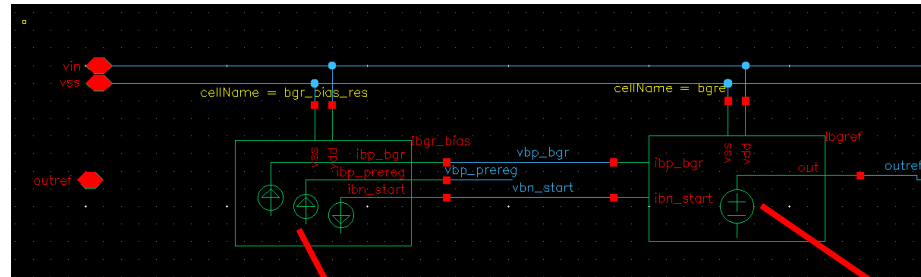 vin
vss
cellName = bgr_bias_res
cellName = bgre
vss
vdd
vss
vdd
ibgr_bias
Ibgref
ibp_bgr
vbp_bgr
ibp_bgr
out
outref
ibp_prereg
vbp_prereg
outref
ibn_start
vbn_start
ibn_start